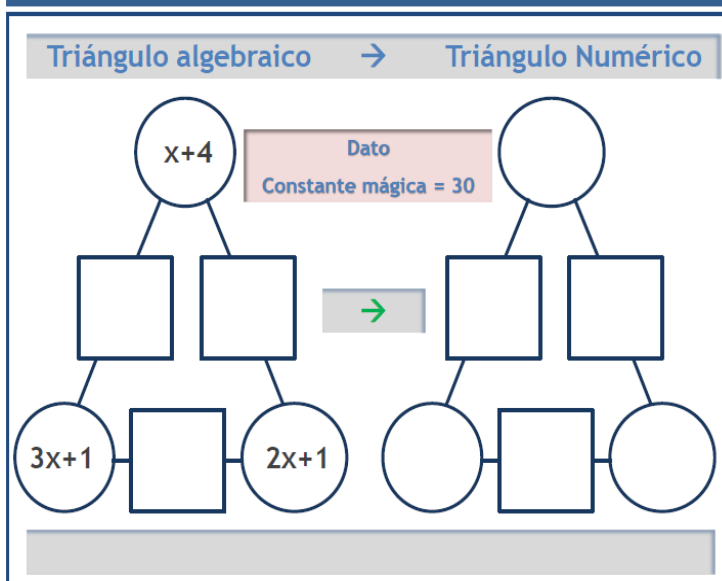 Triángulo algebraico → Triángulo Numérico
x+4
Dato
Constante mágica = 30
→
3x+1
2x+1